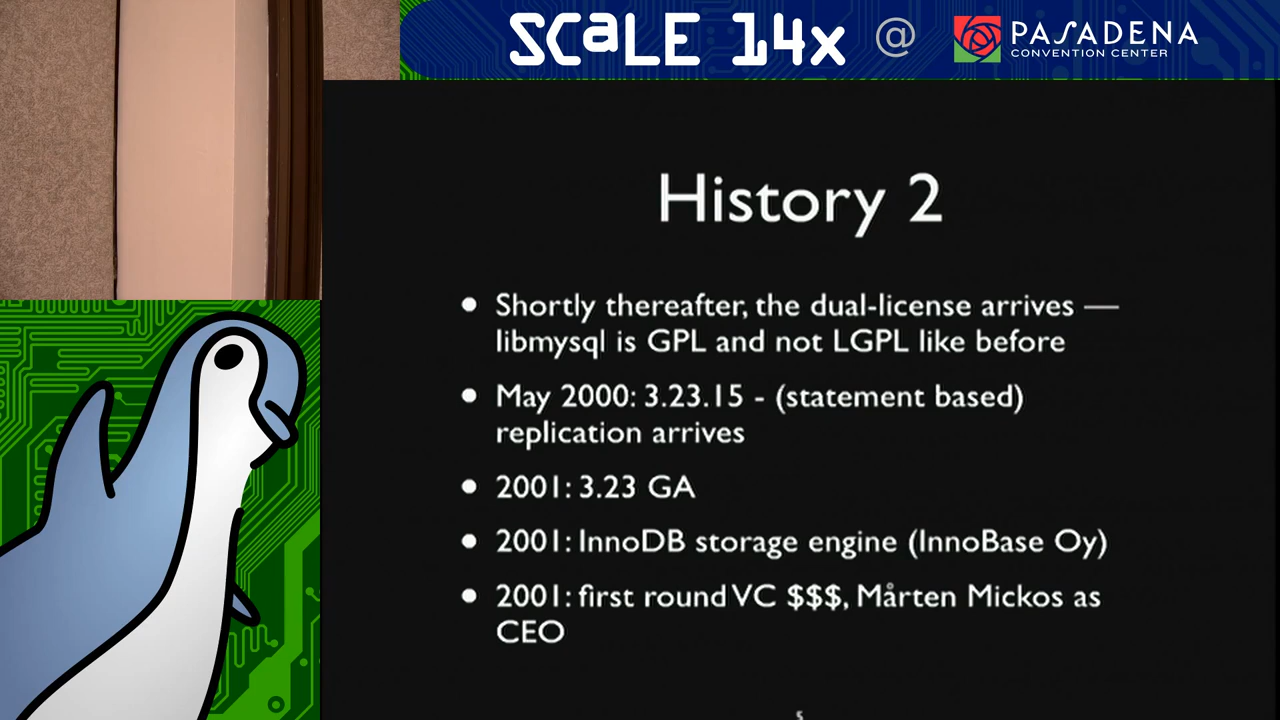 SCaLE 14x @ PASADENA
CONVENTION CENTER
History 2
• Shortly thereafter, the dual-license arrives —
libmysql is GPL and not LGPL like before
• May 2000: 3.23.15 - (statement based)
replication arrives
• 2001: 3.23 GA
• 2001: InnoDB storage engine (InnoBase Oy)
• 2001: first round VC $$$, Mårten Mickos as
CEO
5